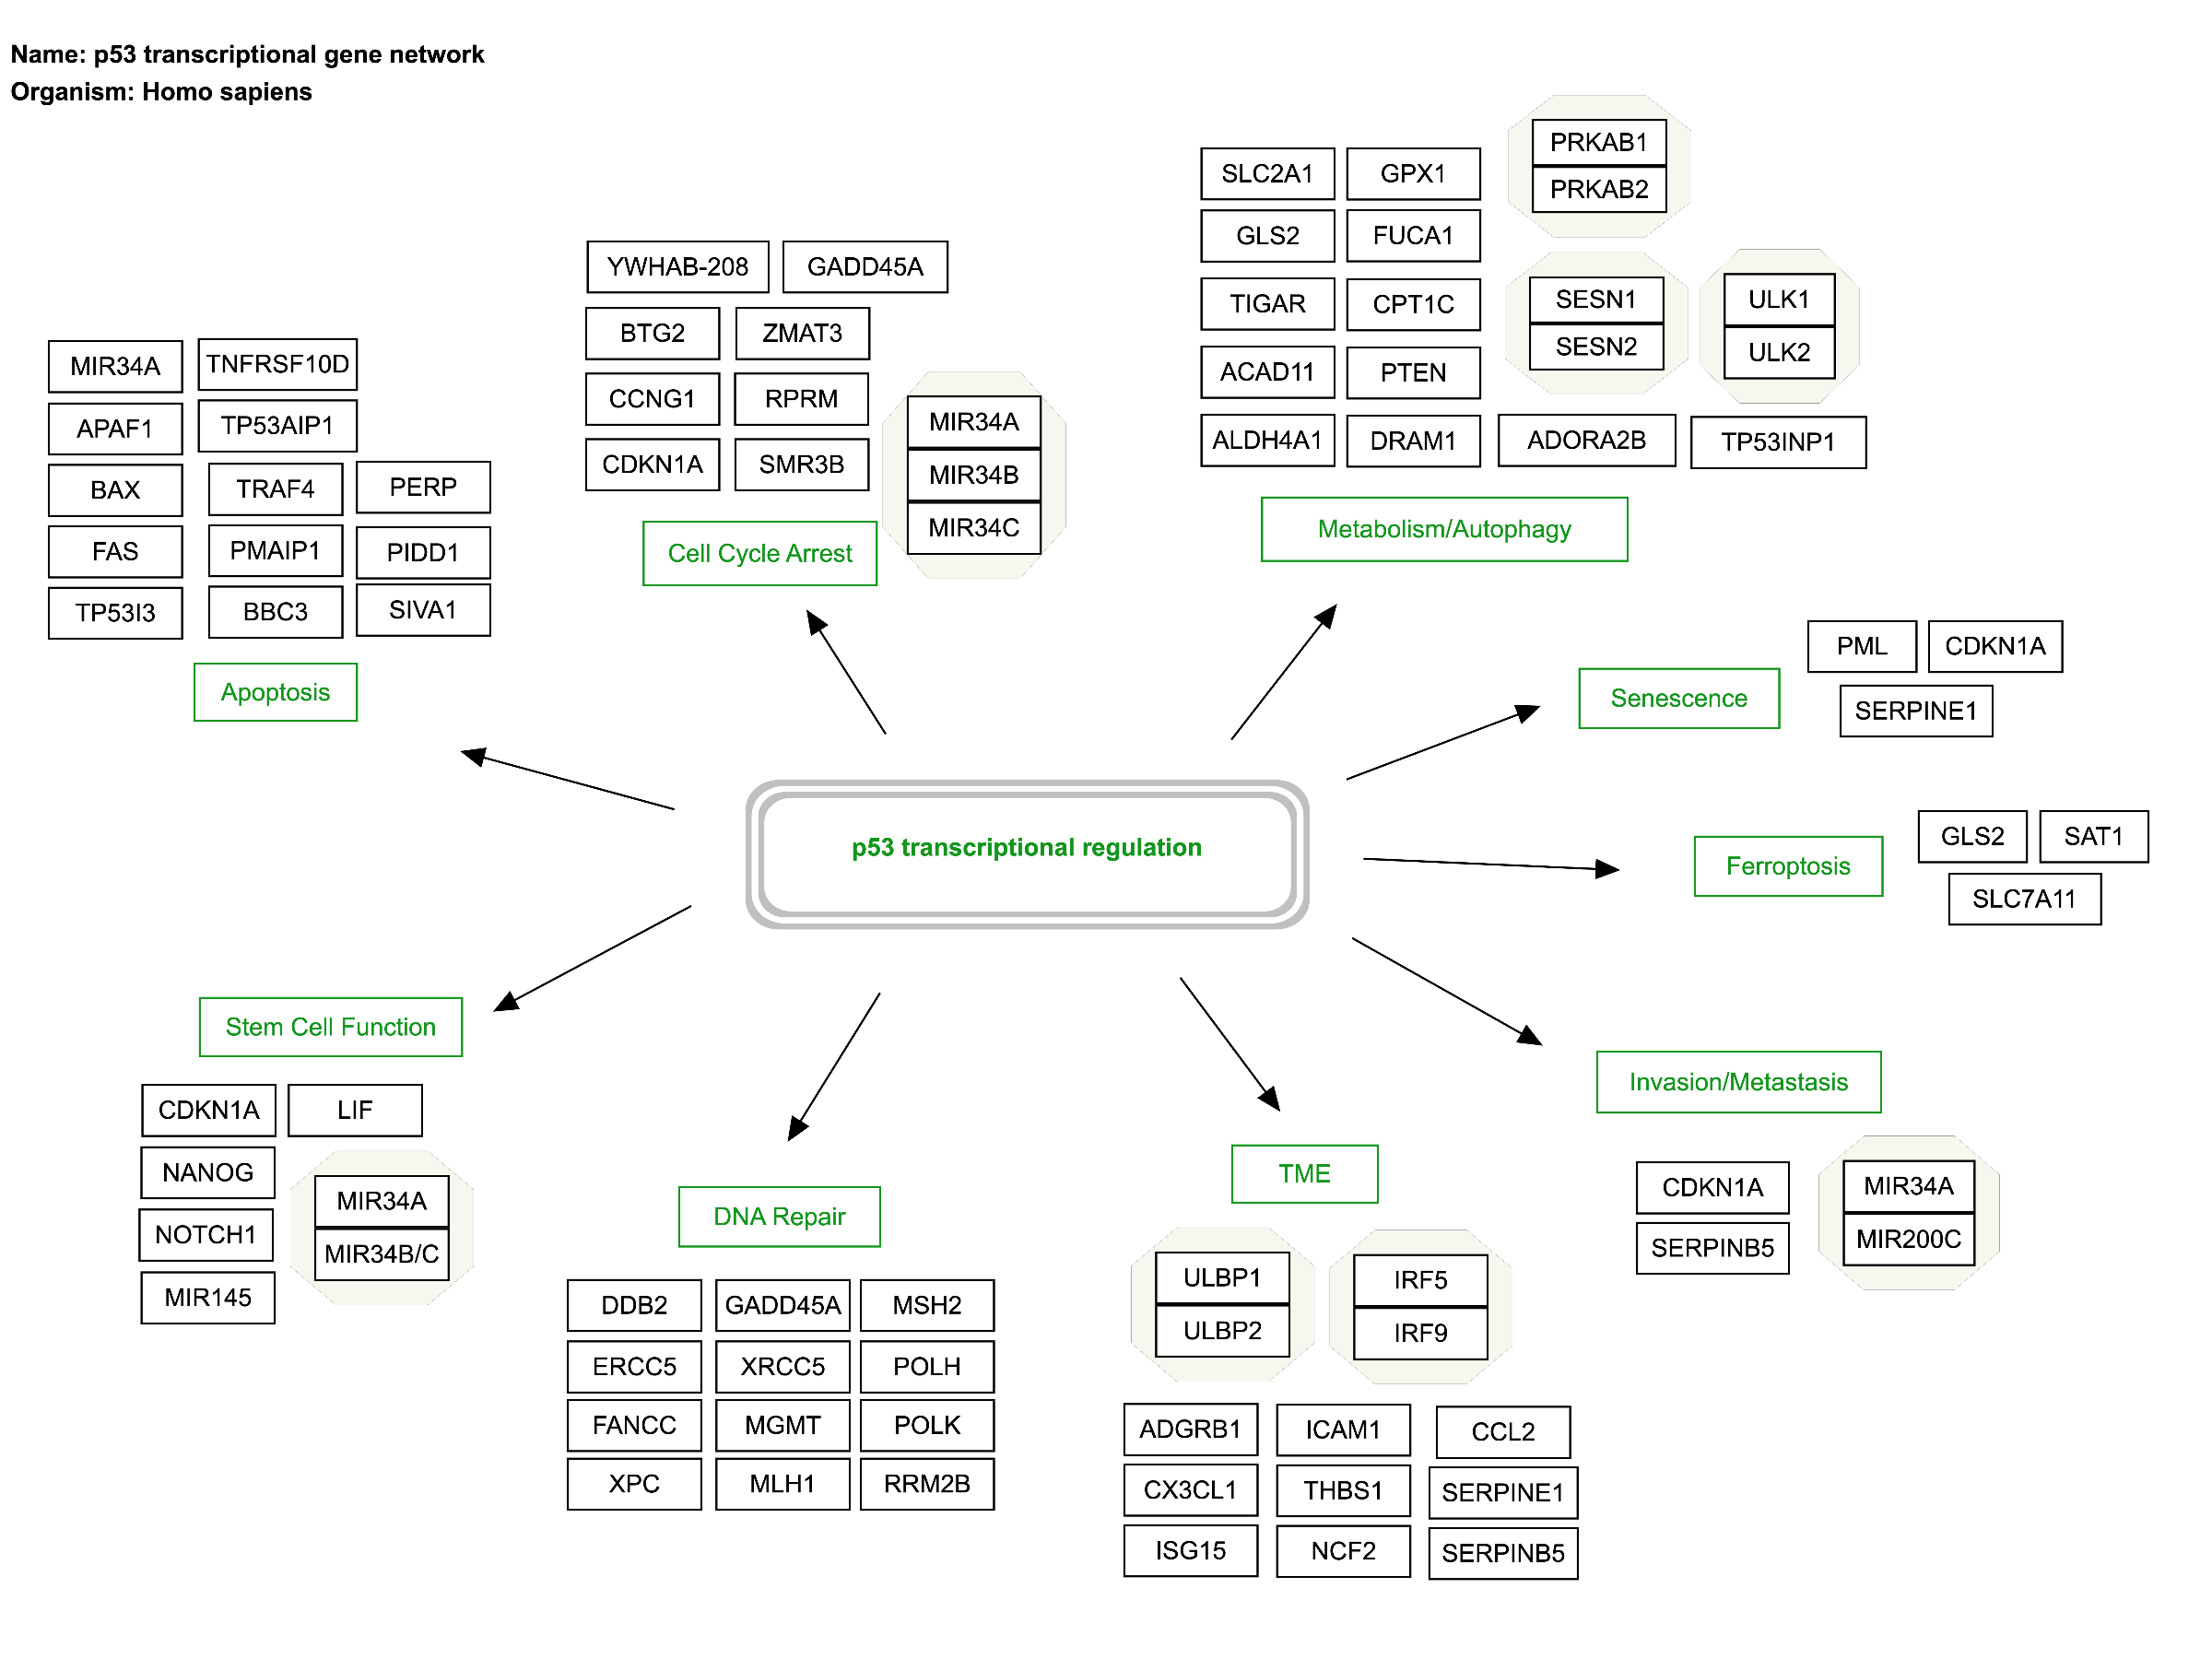 Name: p53 transcriptional gene network
Organism: Homo sapiens
MIR34A
TNFRSF10D
APAF1
TP53AIP1
BAX
TRAF4
PERP
FAS
PMAIP1
PIDD1
TP53I3
BBC3
SIVA1
Apoptosis
YWHAB-208
GADD45A
BTG2
ZMAT3
CCNG1
RPRM
CDKN1A
SMR3B
MIR34A
MIR34B
MIR34C
Cell Cycle Arrest
SLC2A1
GPX1
PRKAB1
PRKAB2
GLS2
FUCA1
TIGAR
CPT1C
SESN1
SESN2
ULK1
ULK2
ACAD11
PTEN
ALDH4A1
DRAM1
ADORA2B
TP53INP1
Metabolism/Autophagy
PML
CDKN1A
SERPINE1
Senescence
p53 transcriptional regulation
GLS2
SAT1
SLC7A11
Ferroptosis
Stem Cell Function
CDKN1A
LIF
NANOG
NOTCH1
MIR145
MIR34A
MIR34B/C
DNA Repair
DDB2
GADD45A
MSH2
ERCC5
XRCC5
POLH
FANCC
MGMT
POLK
XPC
MLH1
RRM2B
TME
ULBP1
ULBP2
IRF5
IRF9
ADGRB1
ICAM1
CCL2
CX3CL1
THBS1
SERPINE1
ISG15
NCF2
SERPINB5
Invasion/Metastasis
CDKN1A
SERPINB5
MIR34A
MIR200C